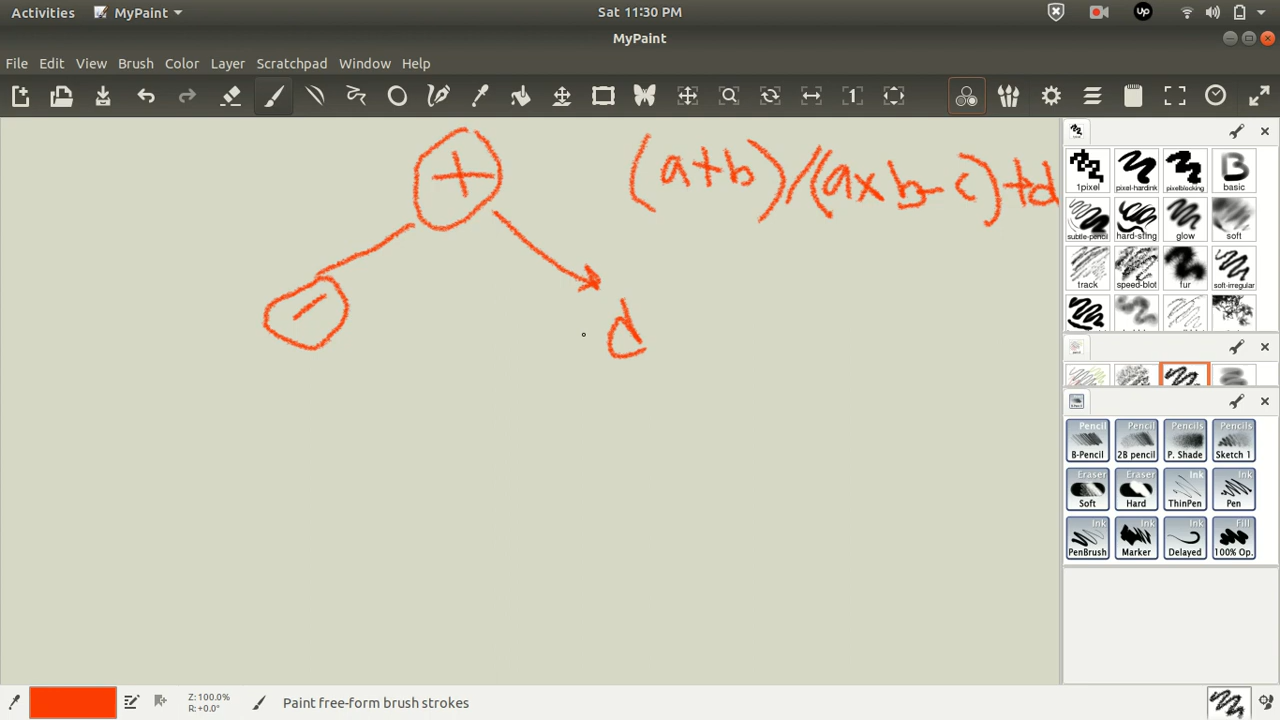 Activities MyPaint Sat 11:30 PM up
MyPaint
File Edit View Brush Color Layer Scratchpad Window Help
+ (a+b)/(a×b-c)+d
- d
1pixel pixel-hardink pixelblocking basic
subtle-pencil hard-sting glow soft
track speed-blot fur soft-irregular
Pencil Pencil Pencils Pencils
B-Pencil 2B pencil P. Shade Sketch 1
Eraser Eraser Ink Ink
Soft Hard ThinPen Pen
Ink Ink Ink Fill
PenBrush Marker Delayed 100% Op.
Z: 100.0%
R: +0.0°
Paint free-form brush strokes